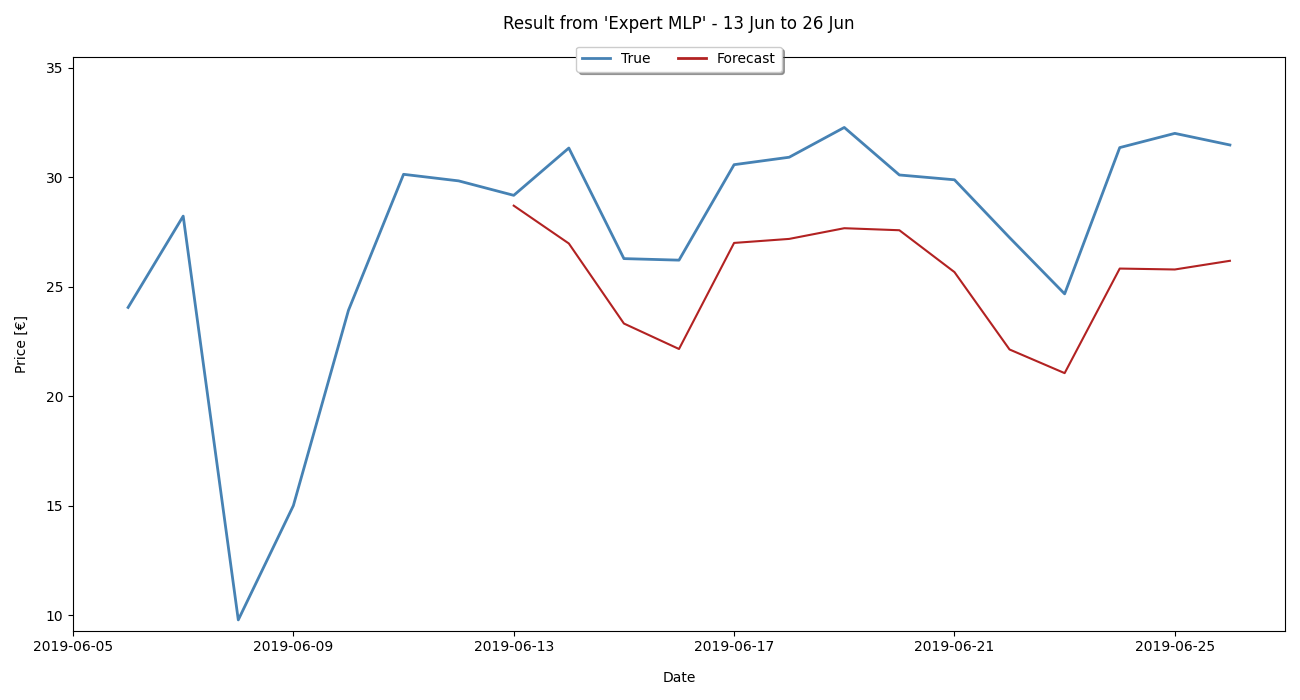 Result from 'Expert MLP' - 13 Jun to 26 Jun
True Forecast
35
30
25
20
15
10
Price [€]
2019-06-05 2019-06-09 2019-06-13 2019-06-17 2019-06-21 2019-06-25
Date